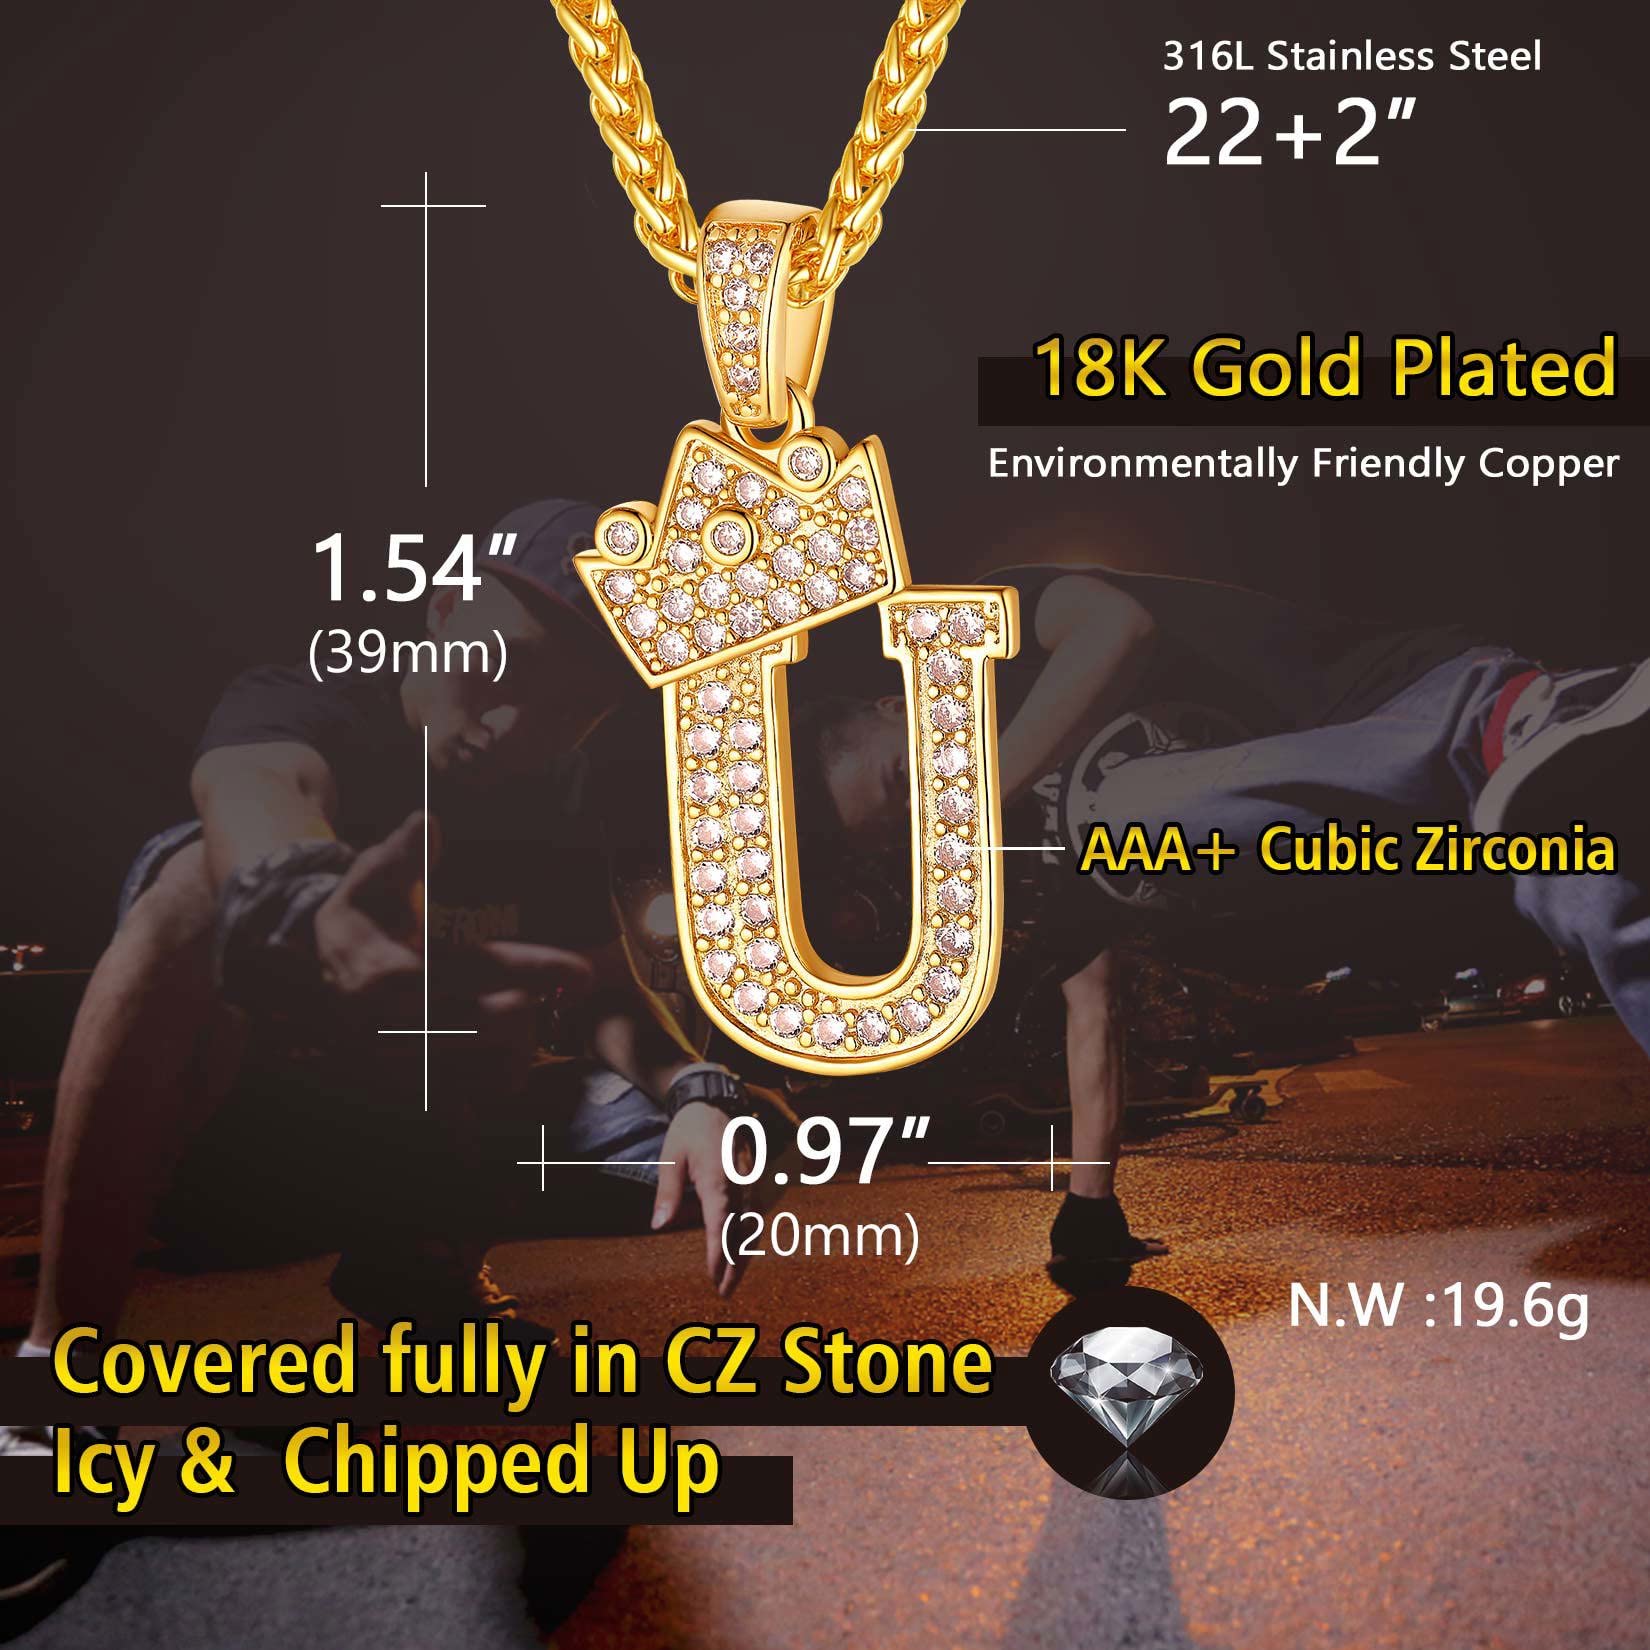 316L Stainless Steel
22+2"
18K Gold Plated
Environmentally Friendly Copper
1.54"
(39mm)
AAA+ Cubic Zirconia
0.97"
(20mm)
N.W :19.6g
Covered fully in CZ Stone
Icy & Chipped Up